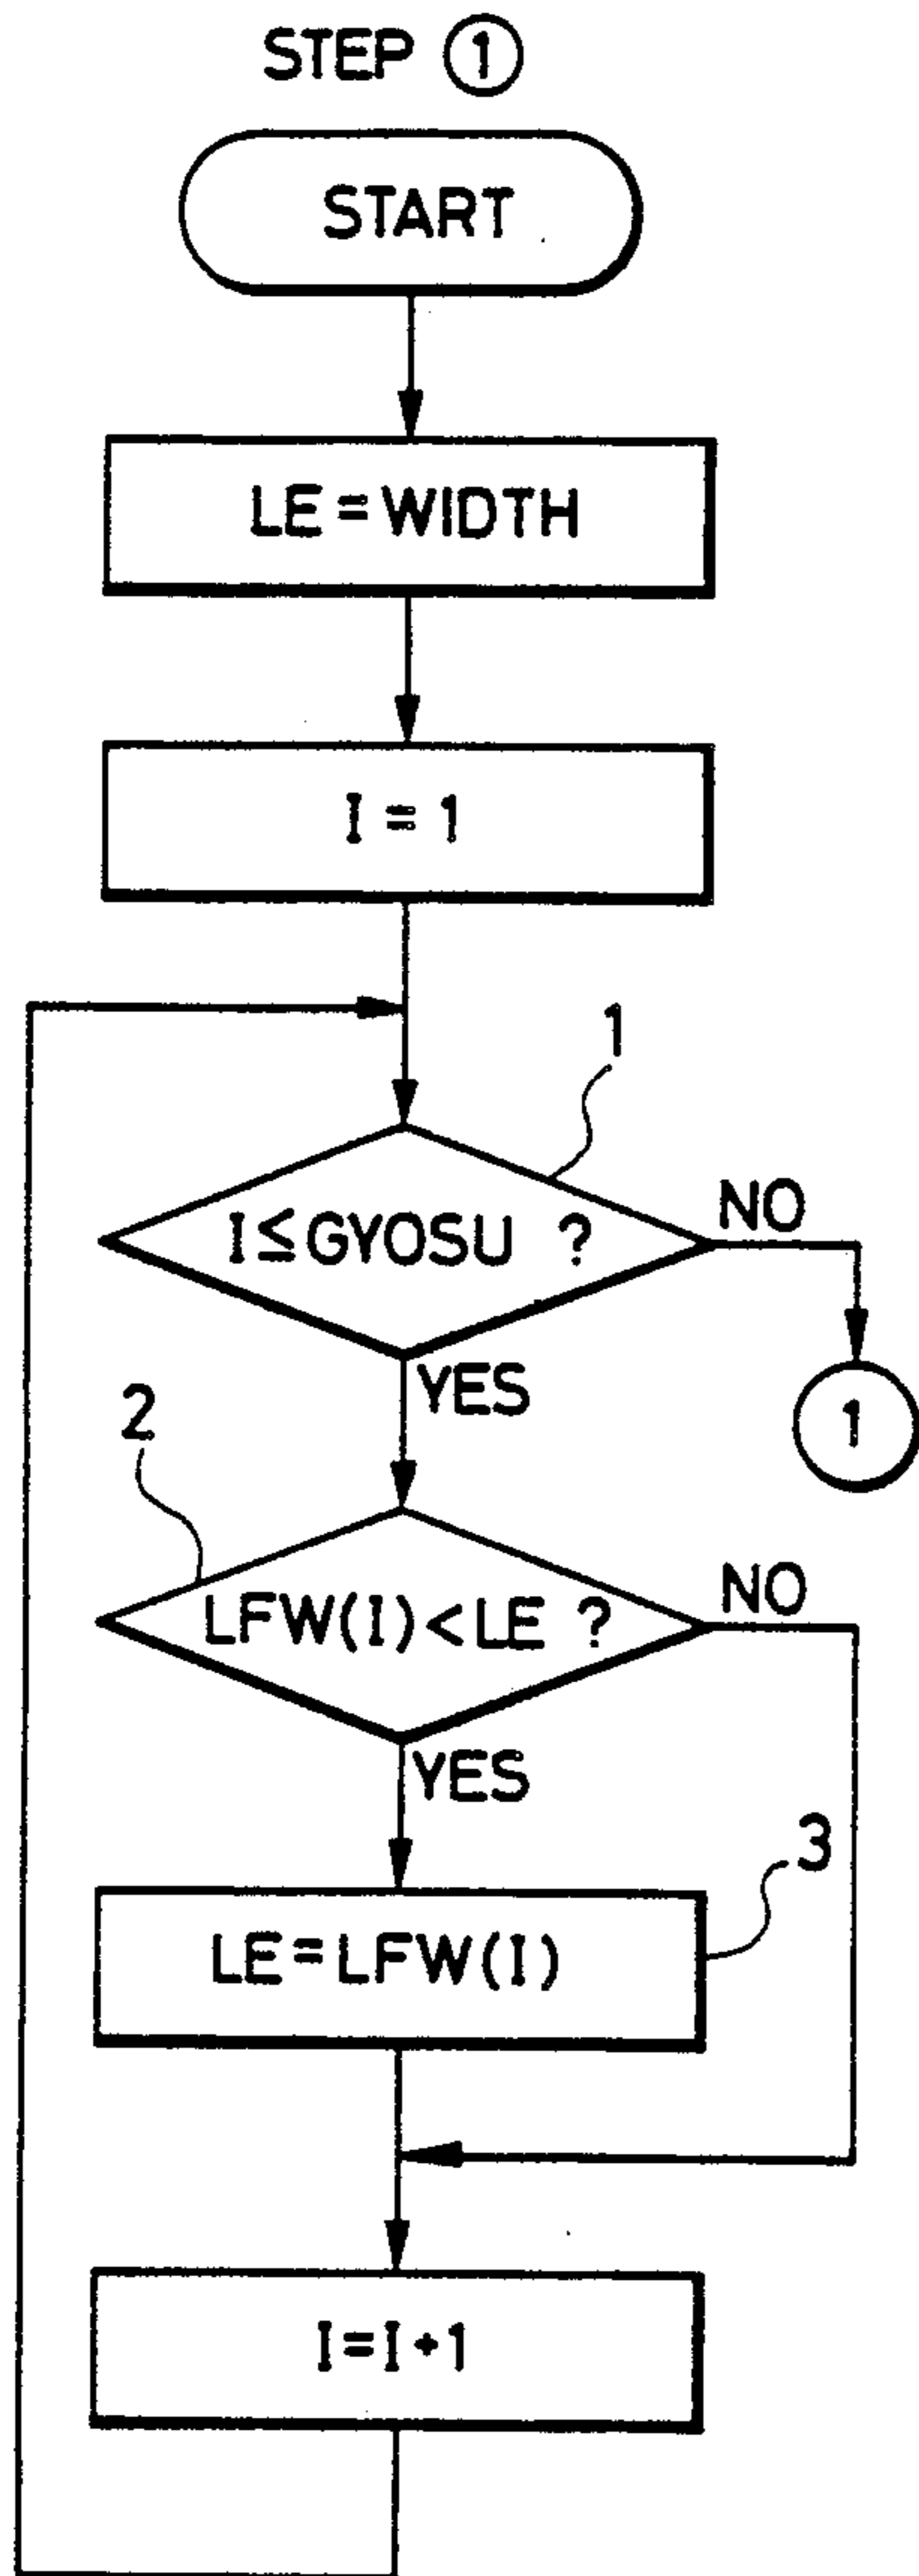 STEP ①
START
LE = WIDTH
I = 1
1
I ≤ GYOSU ?
NO
YES
1
2
LFW(I) < LE ?
NO
YES
3
LE = LFW(I)
I = I + 1